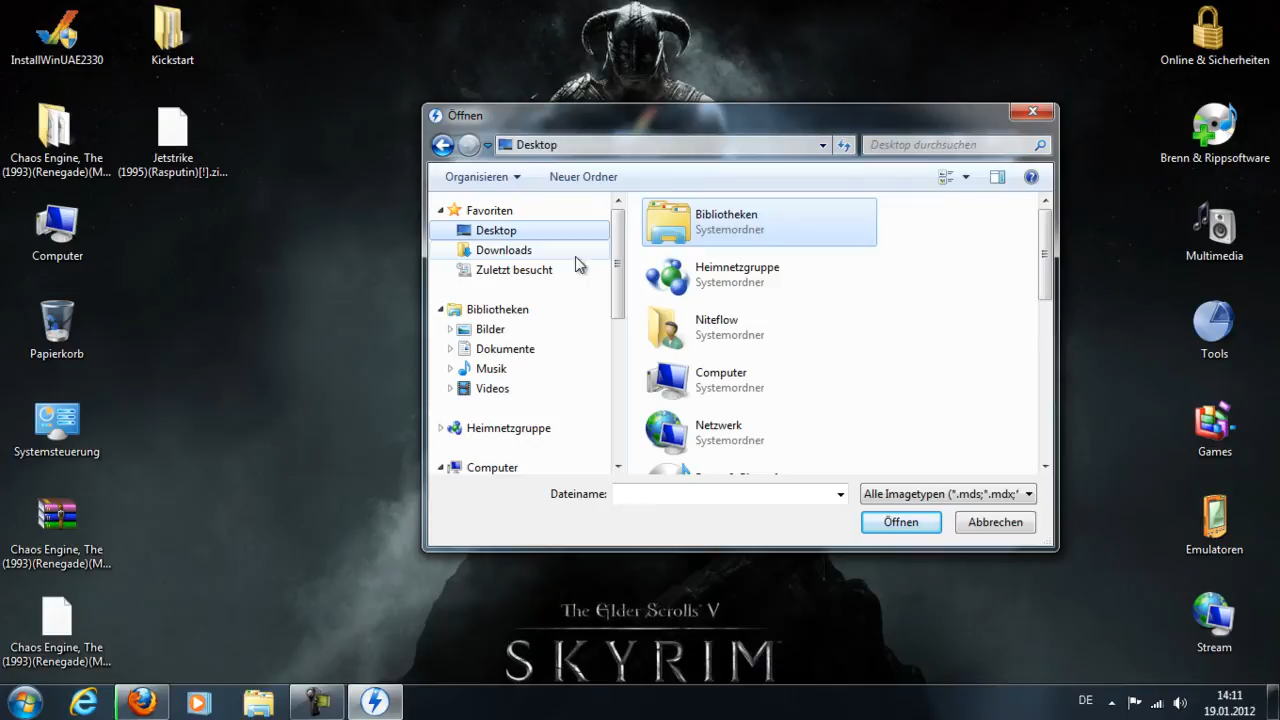 InstallWinUAE2330
Kickstart
Chaos Engine, The
(1993)(Renegade)(M...
Jetstrike
(1995)(Rasputin)[!].zi...
Computer
Papierkorb
Systemsteuerung
Chaos Engine, The
(1993)(Renegade)(M...
Chaos Engine, The
(1993)(Renegade)(M...
Öffnen
Desktop
Desktop durchsuchen
Organisieren
Neuer Ordner
Favoriten
Desktop
Downloads
Zuletzt besucht
Bibliotheken
Bilder
Dokumente
Musik
Videos
Heimnetzgruppe
Computer
Bibliotheken
Systemordner
Heimnetzgruppe
Systemordner
Niteflow
Systemordner
Computer
Systemordner
Netzwerk
Systemordner
Dateiname:
Alle Imagetypen (*.mds;*.mdx;*
Öffnen
Abbrechen
The Elder Scrolls V
SKYRIM
Online & Sicherheiten
Brenn & Rippsoftware
Multimedia
Tools
Games
Emulatoren
Stream
DE
14:11
19.01.2012